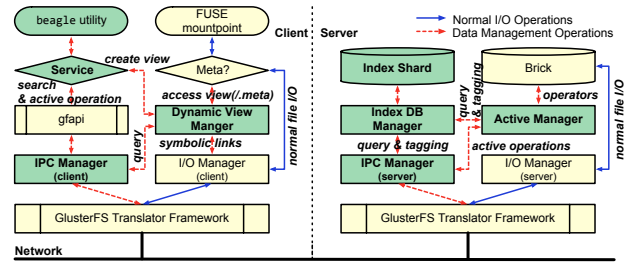 beagle utility
FUSE
mountpoint
Client
Server
Normal I/O Operations
Data Management Operations
create view
Service
Meta?
search
& active operation
access view(/.meta)
gfapi
Dynamic View
Manger
query
symbolic links
normal file I/O
IPC Manager
(client)
I/O Manager
(client)
GlusterFS Translator Framework
Network
Index Shard
Brick
query
& tagging
operators
Index DB
Manager
Active Manager
normal file I/O
query & tagging
active operations
IPC Manager
(server)
I/O Manager
(server)
GlusterFS Translator Framework